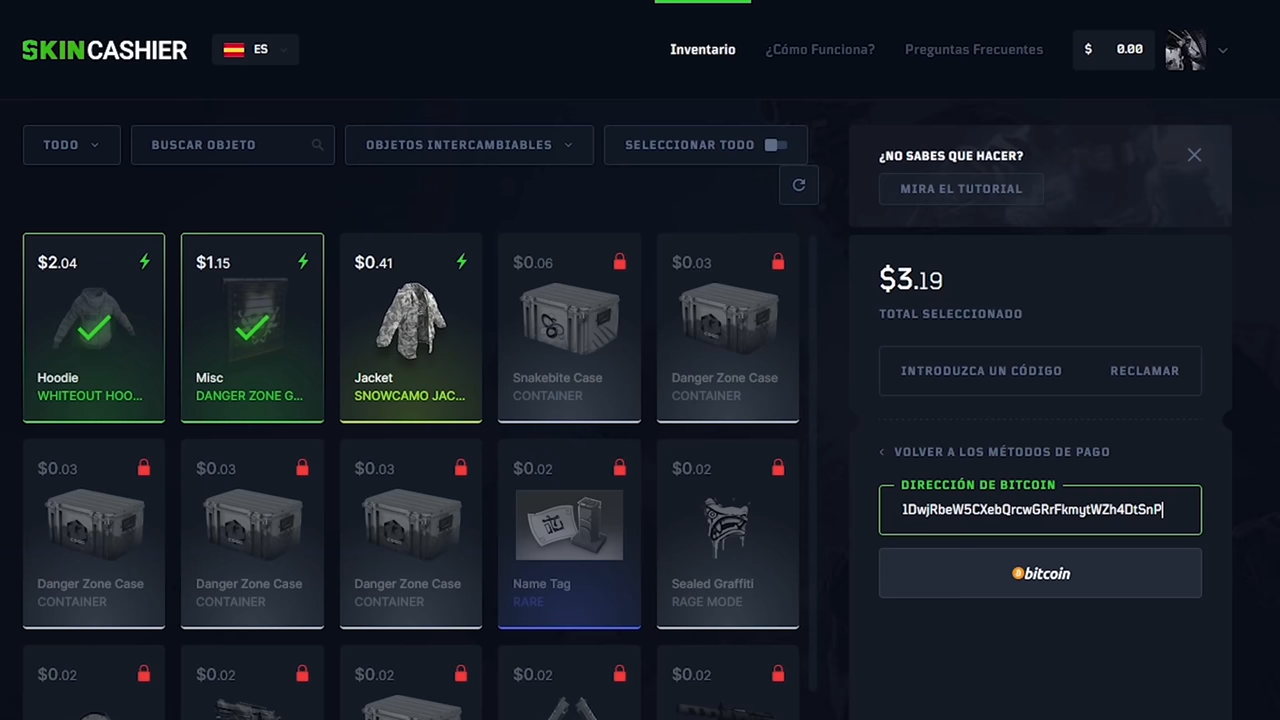 SKINCASHIER
ES
Inventario
¿Cómo Funciona?
Preguntas Frecuentes
$ 0.00
TODO
BUSCAR OBJETO
OBJETOS INTERCAMBIABLES
SELECCIONAR TODO
¿NO SABES QUE HACER?
MIRA EL TUTORIAL
$2.04
Hoodie
WHITEOUT HOO...
$1.15
Misc
DANGER ZONE G...
$0.41
Jacket
SNOWCAMO JAC...
$0.06
Snakebite Case
CONTAINER
$0.03
Danger Zone Case
CONTAINER
$0.03
Danger Zone Case
CONTAINER
$0.03
Danger Zone Case
CONTAINER
$0.03
Danger Zone Case
CONTAINER
$0.02
Name Tag
RARE
$0.02
Sealed Graffiti
RAGE MODE
$0.02
$0.02
$0.02
$0.02
$0.02
$3.19
TOTAL SELECCIONADO
INTRODUZCA UN CÓDIGO
RECLAMAR
VOLVER A LOS MÉTODOS DE PAGO
DIRECCIÓN DE BITCOIN
1DwjRbeW5CXebQrcwGRrFkmytWZh4DtSnP
bitcoin